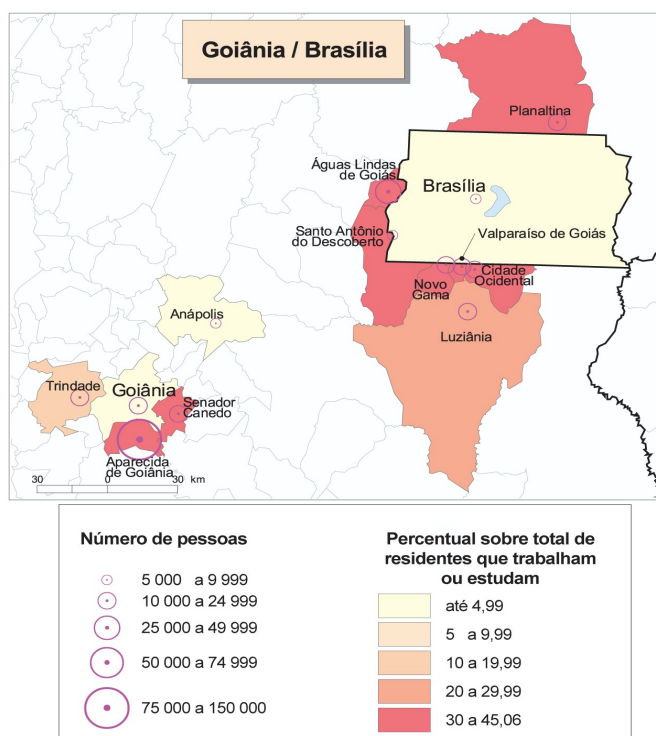 Goiânia / Brasília
Planaltina
Águas Lindas
de Goiás
Brasília
Santo Antônio
do Descoberto
Valparaíso de Goiás
Novo
Gama
Cidade
Ocidental
Luziânia
Anápolis
Trindade
Goiânia
Senador
Canedo
Aparecida
de Goiânia
30 0 30 km
Número de pessoas
5 000 a 9 999
10 000 a 24 999
25 000 a 49 999
50 000 a 74 999
75 000 a 150 000
Percentual sobre total de
residentes que trabalham
ou estudam
até 4,99
5 a 9,99
10 a 19,99
20 a 29,99
30 a 45,06